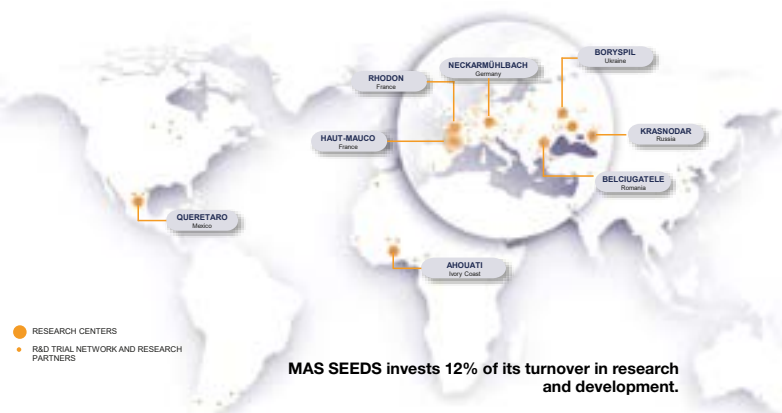 BORYSPIL
Ukraine
NECKARMÜHLBACH
Germany
RHODON
France
KRASNODAR
Russia
HAUT-MAUCO
France
BELCIUGATELE
Romania
QUERETARO
Mexico
AHOUATI
Ivory Coast
RESEARCH CENTERS
R&D TRIAL NETWORK AND RESEARCH
PARTNERS
MAS SEEDS invests 12% of its turnover in research
and development.